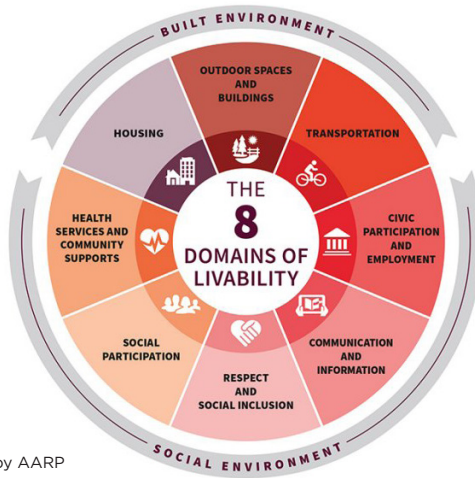 BUILT ENVIRONMENT
OUTDOOR SPACES
AND
BUILDINGS
TRANSPORTATION
CIVIC
PARTICIPATION
AND
EMPLOYMENT
COMMUNICATION
AND
INFORMATION
RESPECT
AND
SOCIAL INCLUSION
SOCIAL
PARTICIPATION
HEALTH
SERVICES AND
COMMUNITY
SUPPORTS
HOUSING
THE
8
DOMAINS OF
LIVABILITY
SOCIAL ENVIRONMENT
by AARP